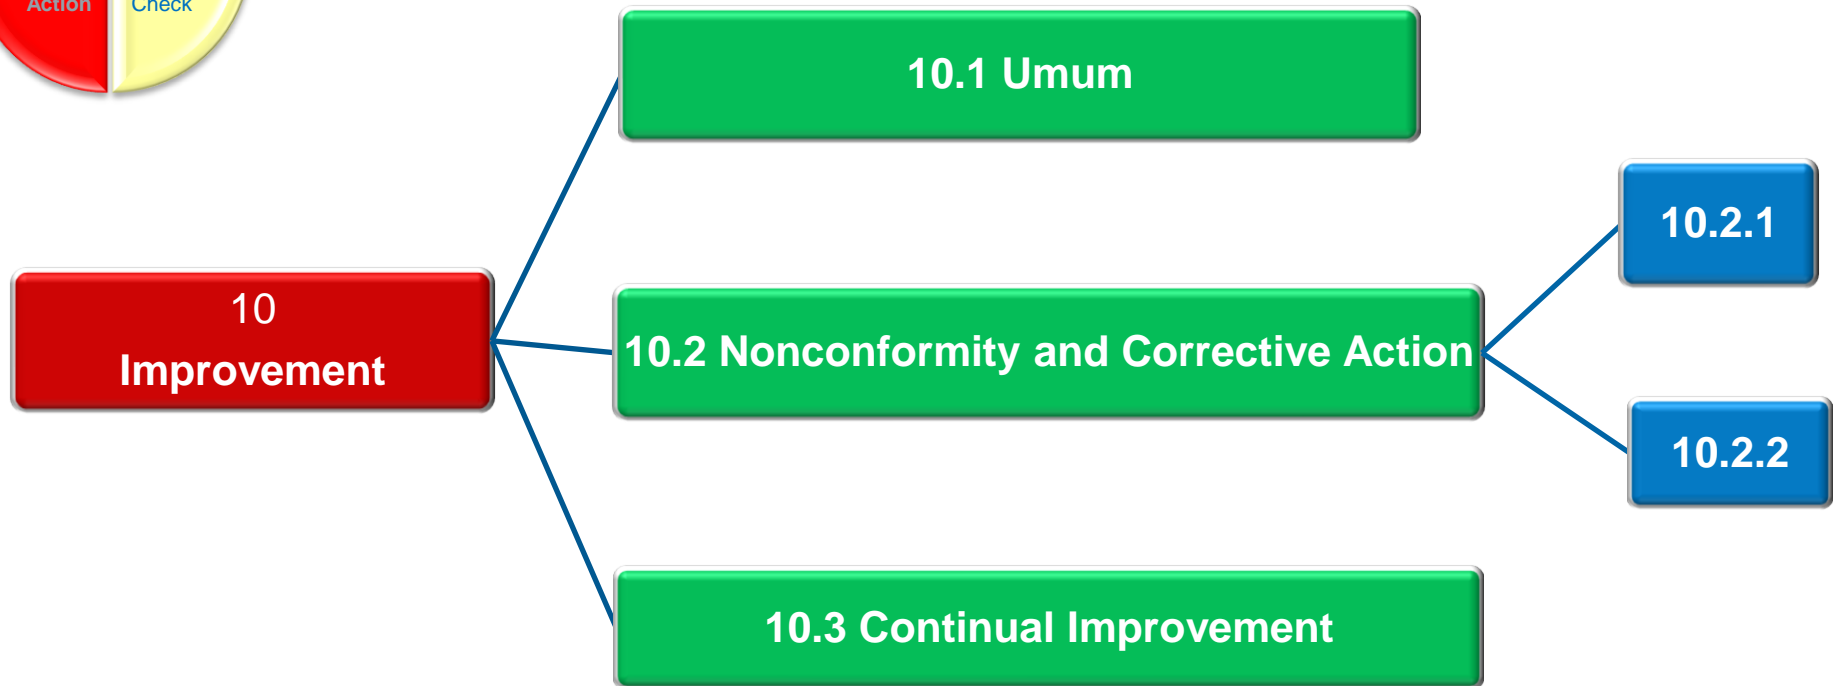 Action
Check
10.1 Umum
10.2.1
10
Improvement
10.2 Nonconformity and Corrective Action
10.2.2
10.3 Continual Improvement